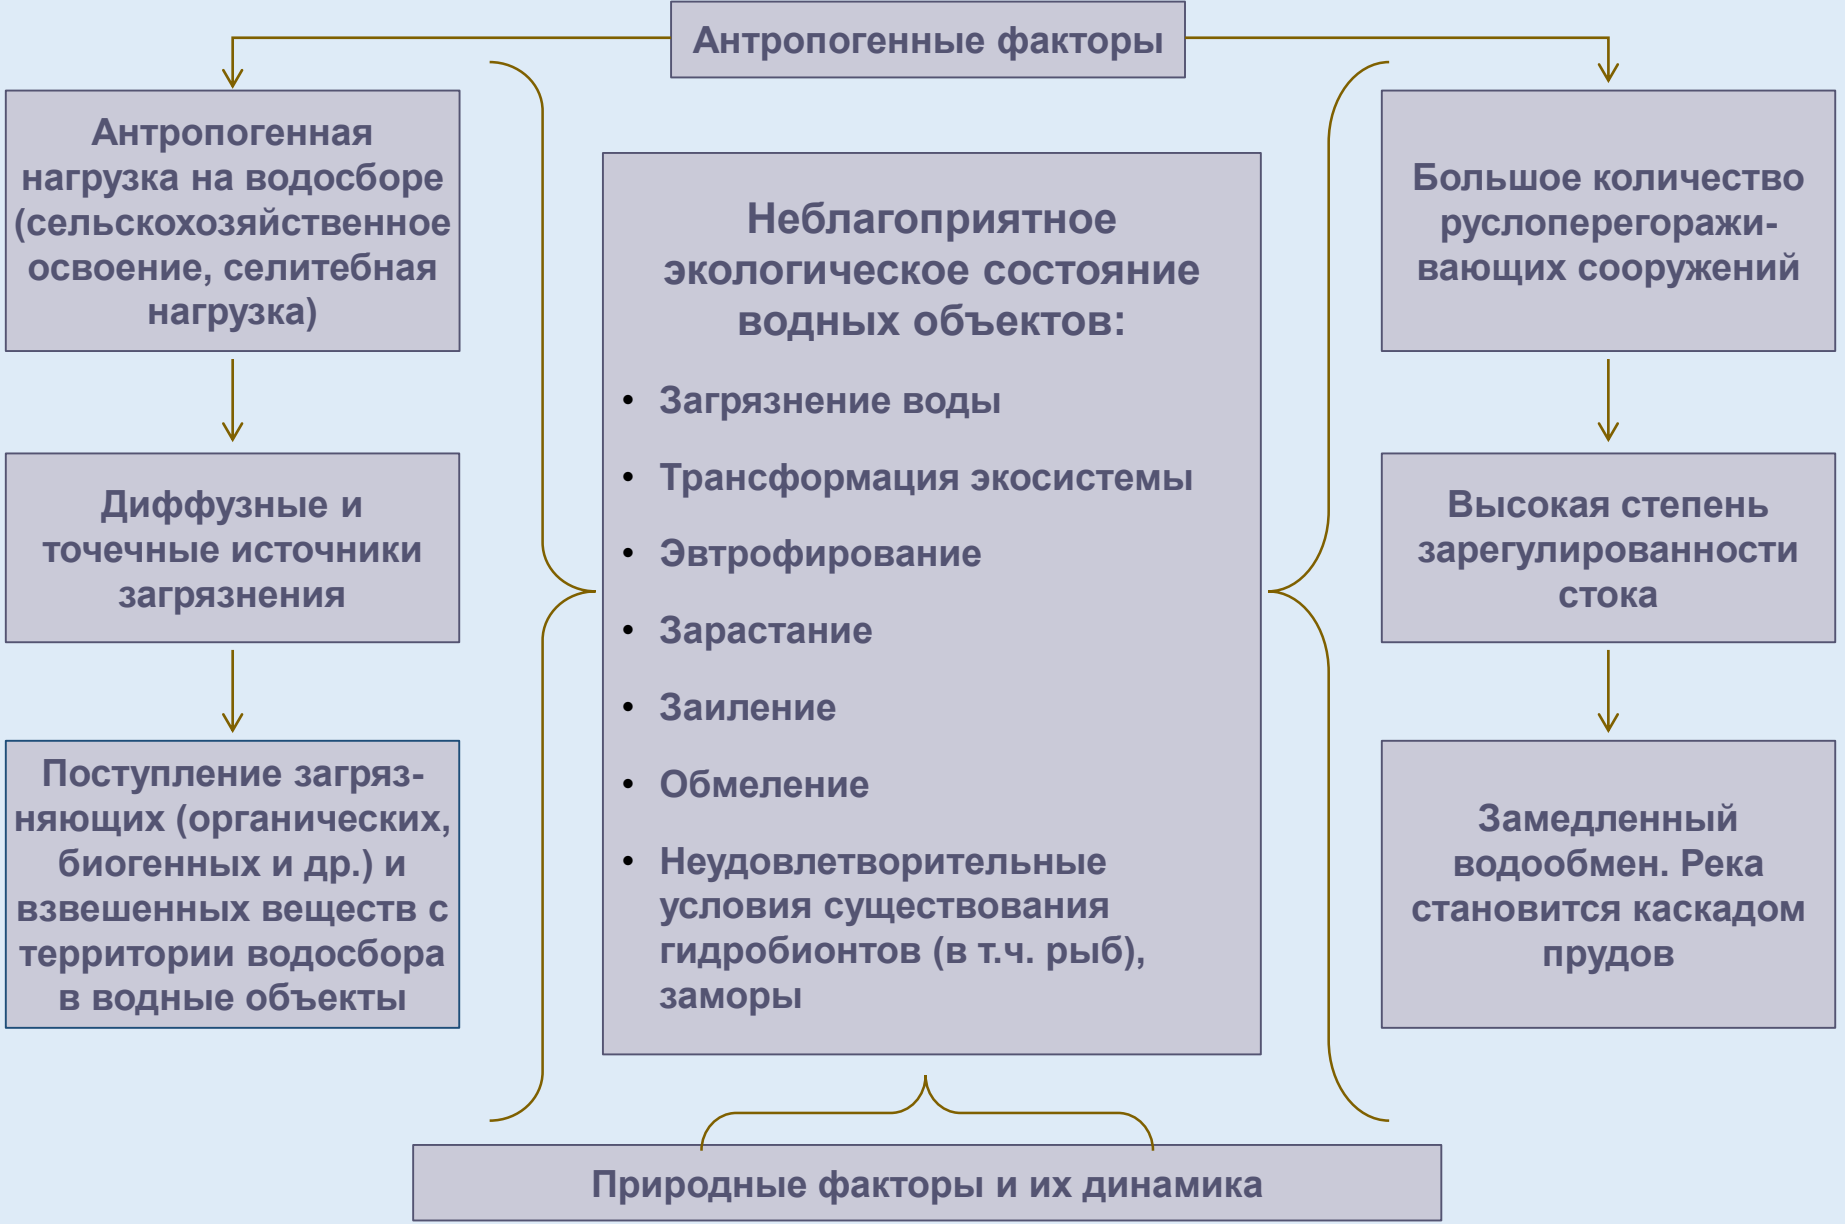 Антропогенные факторы
Антропогенная
нагрузка на водосборе
(сельскохозяйственное
освоение, селитебная
нагрузка)
Диффузные и
точечные источники
загрязнения
Поступление загряз-
няющих (органических,
биогенных и др.) и
взвешенных веществ с
территории водосбора
в водные объекты
Неблагоприятное
экологическое состояние
водных объектов:
• Загрязнение воды
• Трансформация экосистемы
• Эвтрофирование
• Зарастание
• Заиление
• Обмеление
• Неудовлетворительные
условия существования
гидробионтов (в т.ч. рыб),
заморы
Большое количество
руслоперегоражи-
вающих сооружений
Высокая степень
зарегулированности
стока
Замедленный
водообмен. Река
становится каскадом
прудов
Природные факторы и их динамика